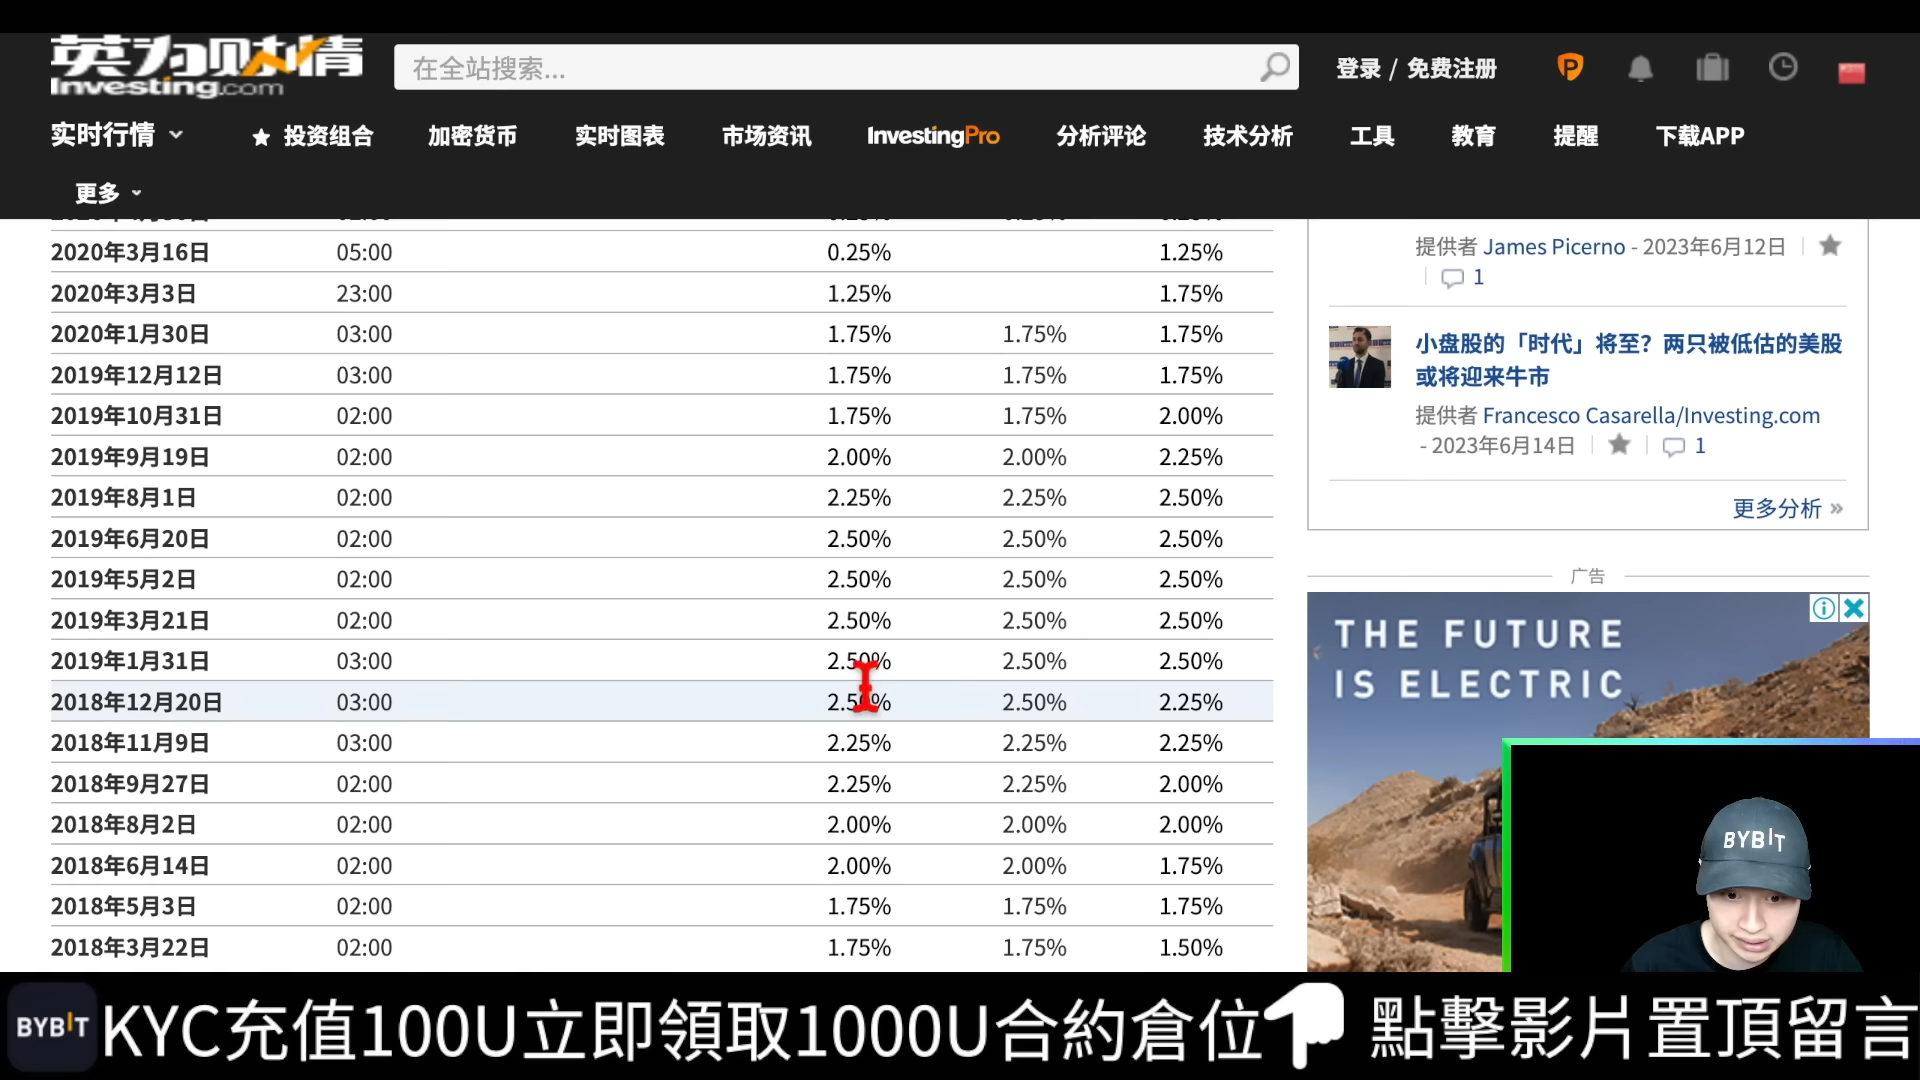 英为财情
Investing.com
在全站搜索...
登录 / 免费注册
实时行情
投资组合
加密货币
实时图表
市场资讯
InvestingPro
分析评论
技术分析
工具
教育
提醒
下载APP
更多
2020年3月16日 05:00 0.25% 1.25%
2020年3月3日 23:00 1.25% 1.75%
2020年1月30日 03:00 1.75% 1.75% 1.75%
2019年12月12日 03:00 1.75% 1.75% 1.75%
2019年10月31日 02:00 1.75% 1.75% 2.00%
2019年9月19日 02:00 2.00% 2.00% 2.25%
2019年8月1日 02:00 2.25% 2.25% 2.50%
2019年6月20日 02:00 2.50% 2.50% 2.50%
2019年5月2日 02:00 2.50% 2.50% 2.50%
2019年3月21日 02:00 2.50% 2.50% 2.50%
2019年1月31日 03:00 2.50% 2.50% 2.50%
2018年12月20日 03:00 2.50% 2.50% 2.25%
2018年11月9日 03:00 2.25% 2.25% 2.25%
2018年9月27日 02:00 2.25% 2.25% 2.00%
2018年8月2日 02:00 2.00% 2.00% 2.00%
2018年6月14日 02:00 2.00% 2.00% 1.75%
2018年5月3日 02:00 1.75% 1.75% 1.75%
2018年3月22日 02:00 1.75% 1.75% 1.50%
提供者 James Picerno - 2023年6月12日
1
小盘股的「时代」将至？两只被低估的美股
或将迎来牛市
提供者 Francesco Casarella/Investing.com
- 2023年6月14日 1
更多分析 »
广告
THE FUTURE
IS ELECTRIC
BYBIT
BYBIT KYC充值100U立即領取1000U合約倉位 點擊影片置頂留言